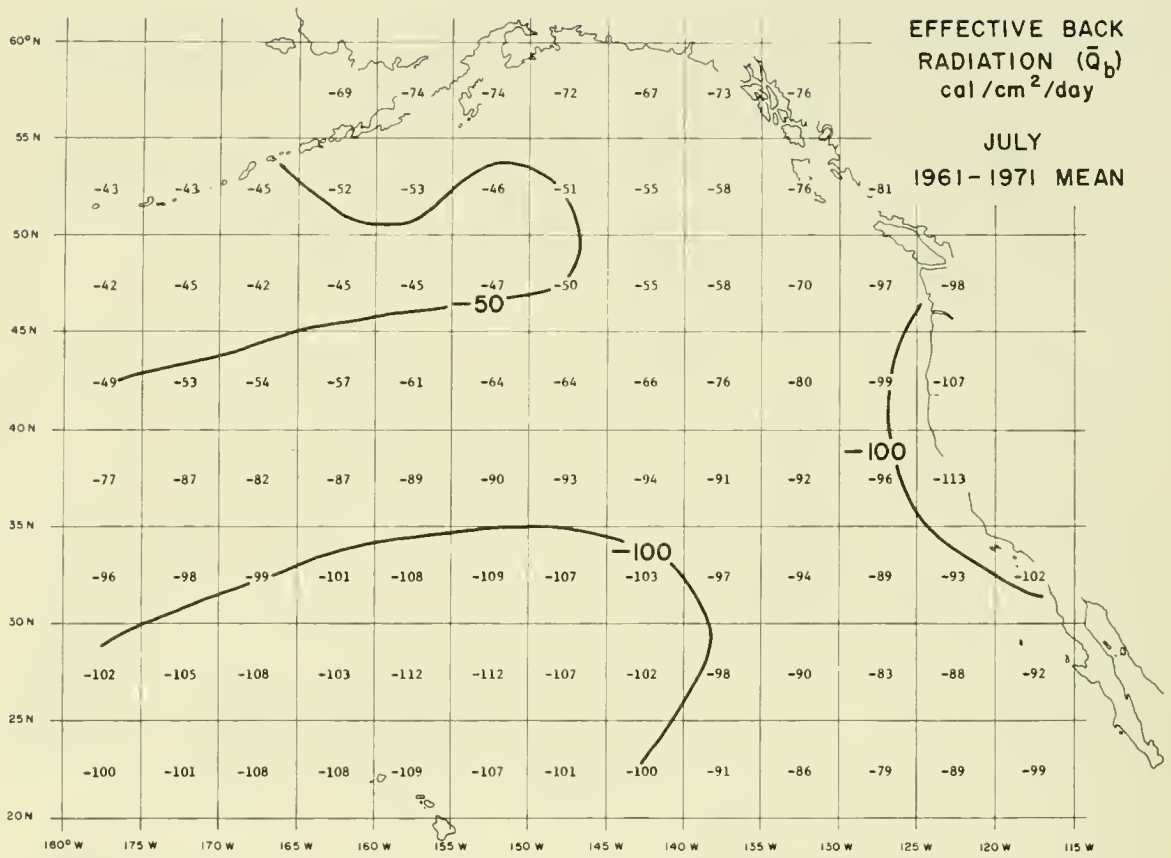 EFFECTIVE BACK
RADIATION (Q̄b)
cal/cm²/day
JULY
1961-1971 MEAN
60°N
-69 -74 -74 -72 -67 -73 -76
55 N
-43 -43 -45 -52 -53 -46 -51 -55 -58 -76 -81
50 N
-42 -45 -42 -45 -45 -47 -50 -55 -58 -70 -97 -98
-50
45 N
-49 -53 -54 -57 -61 -64 -64 -66 -76 -80 -99 -107
40 N
-100
-77 -87 -82 -87 -89 -90 -93 -94 -91 -92 -96 -113
35 N
-100
-96 -98 -99 -101 -108 -109 -107 -103 -97 -94 -89 -93 -102
30 N
-102 -105 -108 -103 -112 -112 -107 -102 -98 -90 -83 -88 -92
25 N
-100 -101 -108 -108 -109 -107 -101 -100 -91 -86 -79 -89 -99
20 N
160° W 175 W 170 W 165 W 160 W 155 W 150 W 145 W 140 W 135 W 130 W 125 W 120 W 115 W